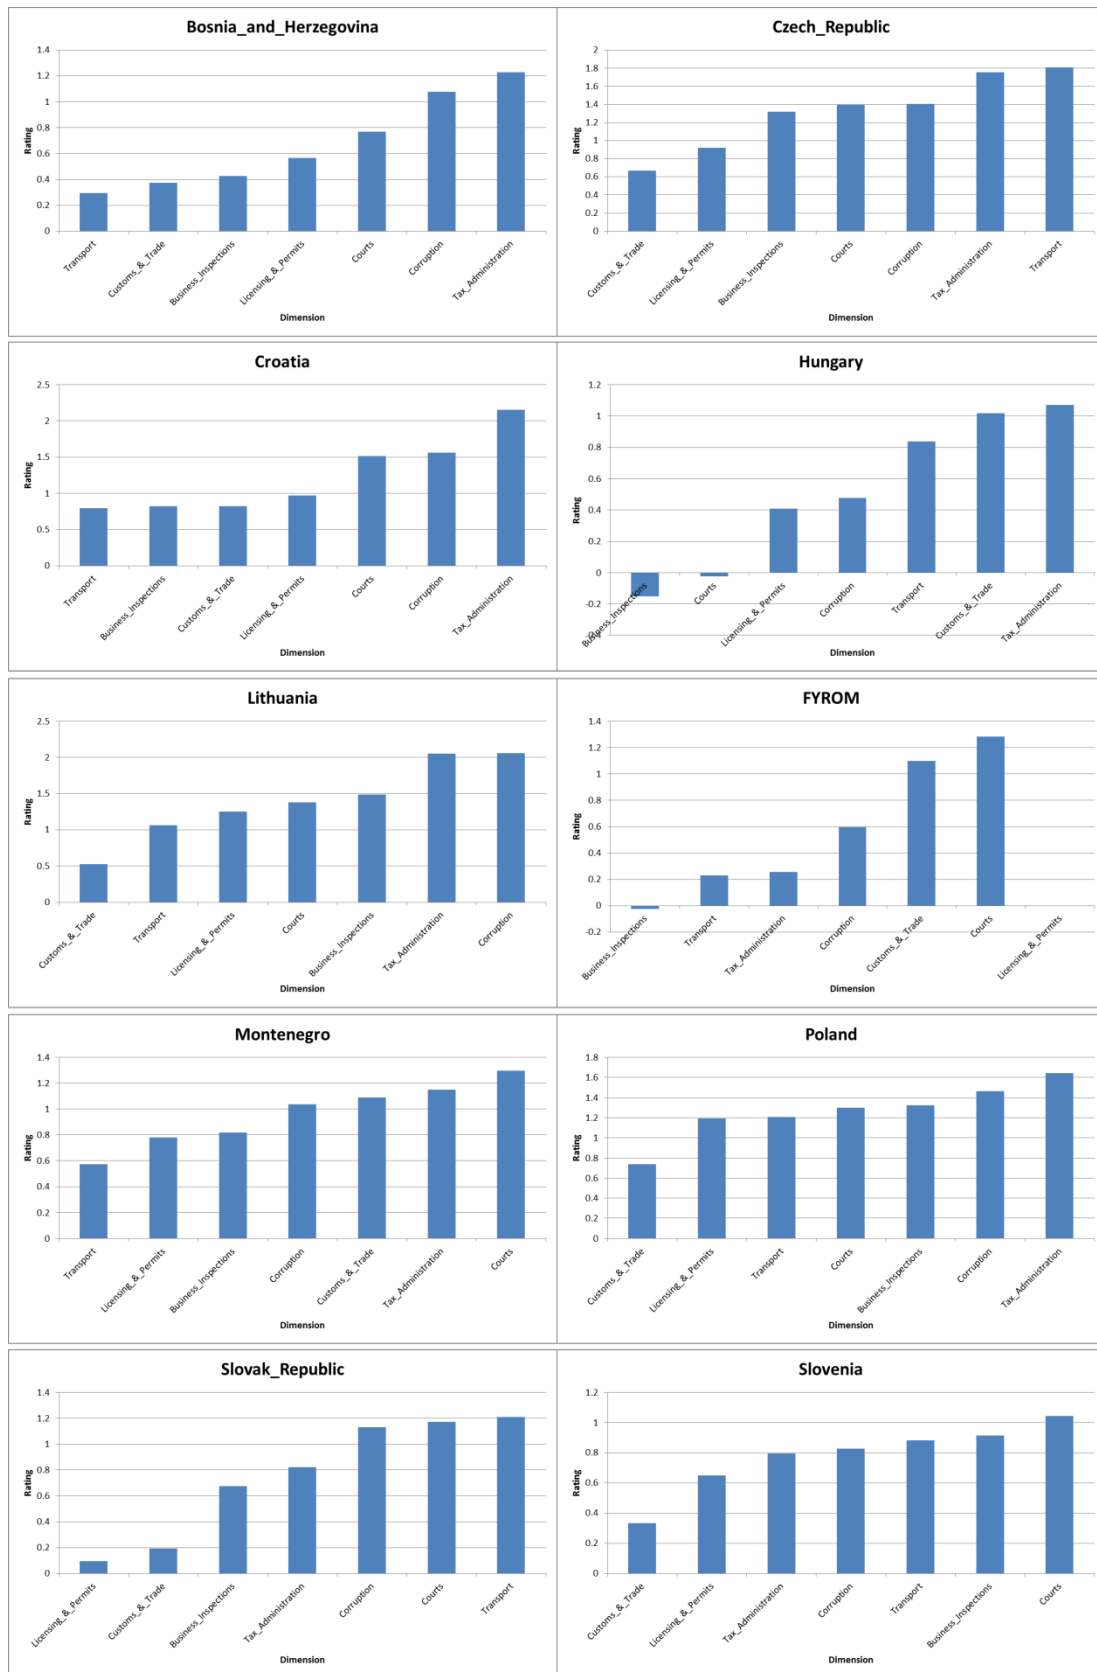 Bosnia_and_Herzegovina
1.4
1.2
1
0.8
0.6
0.4
0.2
0
Rating
Transport
Customs_&_Trade
Business_Inspections
Licensing_&_Permits
Courts
Corruption
Tax_Administration
Dimension
Czech_Republic
2
1.8
1.6
1.4
1.2
1
0.8
0.6
0.4
0.2
0
Rating
Customs_&_Trade
Licensing_&_Permits
Business_Inspections
Courts
Corruption
Tax_Administration
Transport
Dimension
Croatia
2.5
2
1.5
1
0.5
0
Rating
Transport
Business_Inspections
Customs_&_Trade
Licensing_&_Permits
Courts
Corruption
Tax_Administration
Dimension
Hungary
1.2
1
0.8
0.6
0.4
0.2
0
-0.2
Rating
Business_Inspections
Courts
Licensing_&_Permits
Corruption
Transport
Customs_&_Trade
Tax_Administration
Dimension
Lithuania
2.5
2
1.5
1
0.5
0
Rating
Customs_&_Trade
Transport
Licensing_&_Permits
Courts
Business_Inspections
Tax_Administration
Corruption
Dimension
FYROM
1.4
1.2
1
0.8
0.6
0.4
0.2
0
-0.2
Rating
Business_Inspections
Transport
Tax_Administration
Corruption
Customs_&_Trade
Courts
Licensing_&_Permits
Dimension
Montenegro
1.4
1.2
1
0.8
0.6
0.4
0.2
0
Rating
Transport
Licensing_&_Permits
Business_Inspections
Corruption
Customs_&_Trade
Tax_Administration
Courts
Dimension
Poland
1.8
1.6
1.4
1.2
1
0.8
0.6
0.4
0.2
0
Rating
Customs_&_Trade
Licensing_&_Permits
Transport
Courts
Business_Inspections
Corruption
Tax_Administration
Dimension
Slovak_Republic
1.4
1.2
1
0.8
0.6
0.4
0.2
0
Rating
Licensing_&_Permits
Customs_&_Trade
Business_Inspections
Tax_Administration
Corruption
Courts
Transport
Dimension
Slovenia
1.2
1
0.8
0.6
0.4
0.2
0
Rating
Customs_&_Trade
Licensing_&_Permits
Tax_Administration
Corruption
Transport
Business_Inspections
Courts
Dimension